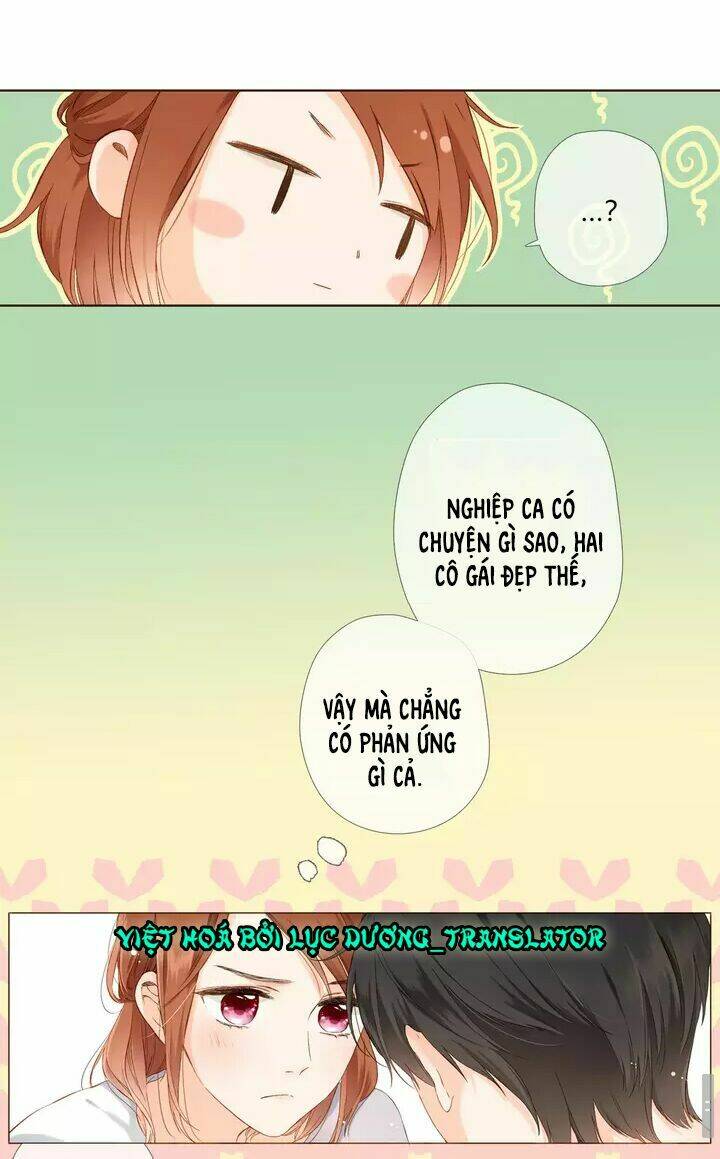 ...?
NGHIỆP CA CÓ
CHUYỆN GÌ SAO, HAI
CÔ GÁI ĐẸP THẾ,
VẬY MÀ CHẲNG
CÓ PHẢN ỨNG
GÌ CẢ.
VIỆT HOÁ BỞI LỤC DƯƠNG_TRANSLATOR